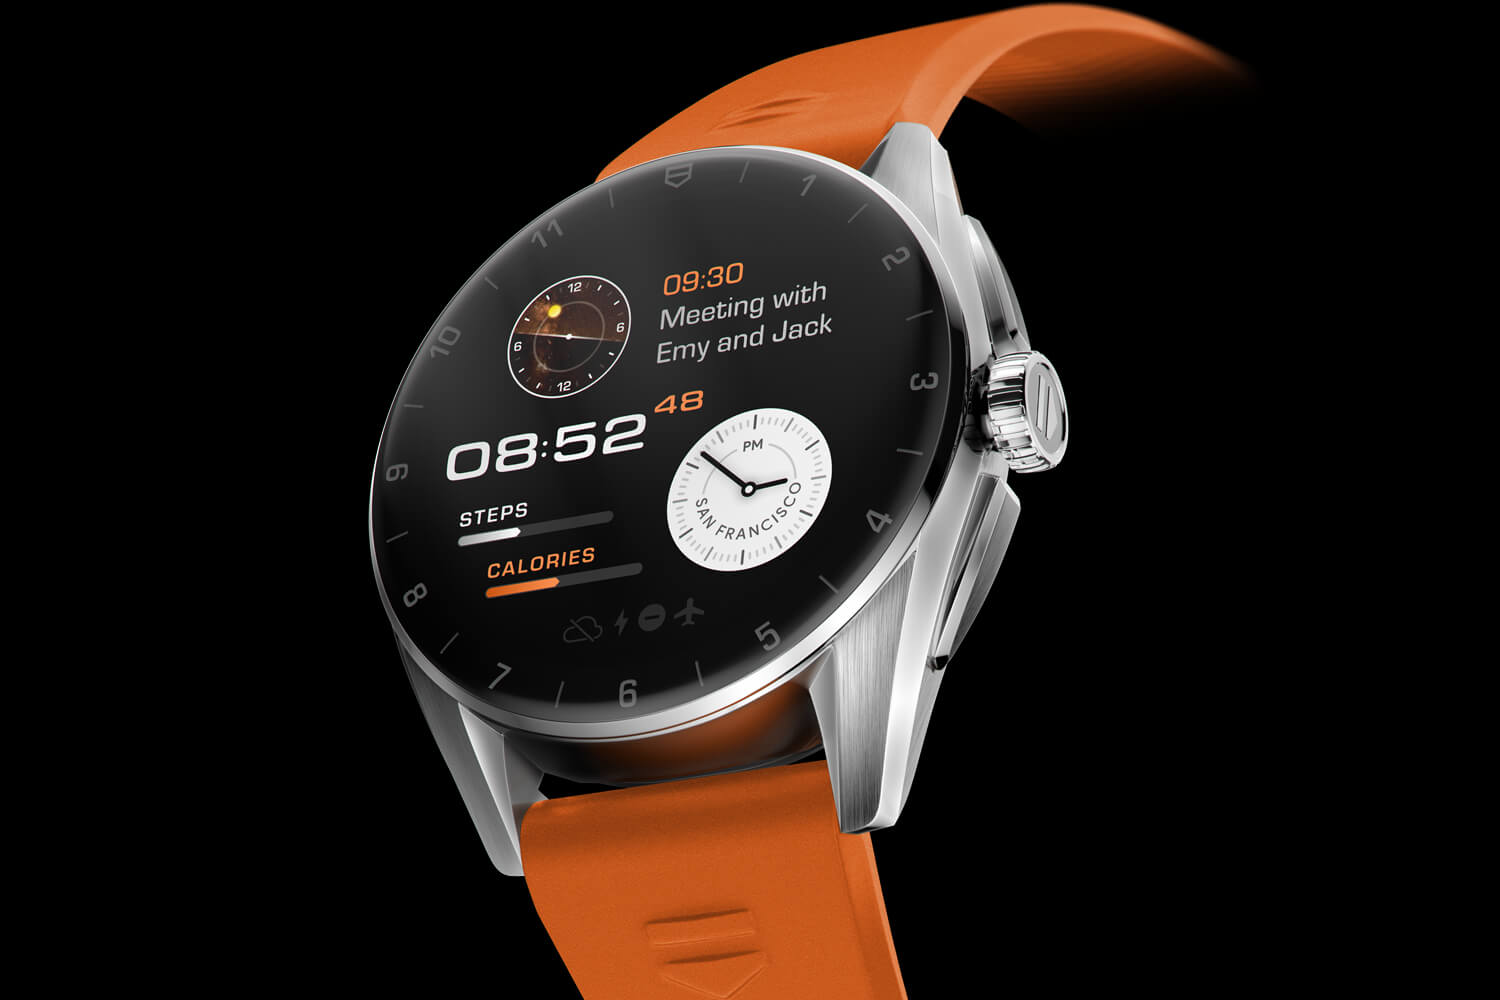 1
2
3
4
5
6
7
8
9
10
11
12
6
12
6
09:30
Meeting with
Emy and Jack
08:52 48
PM
SAN FRANCISCO
STEPS
CALORIES